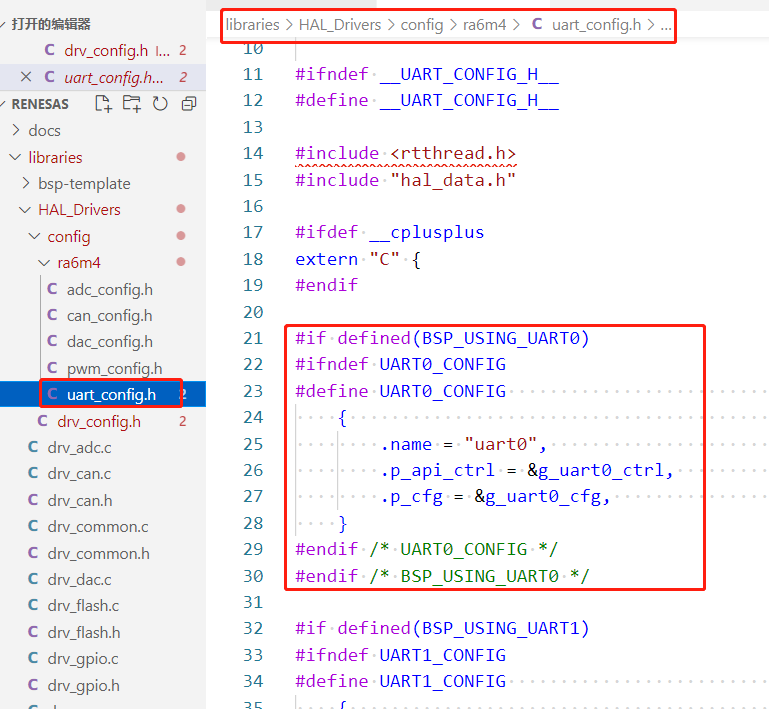 打开的编辑器
C drv_config.h l... 2
C uart_config.h... 2
RENESAS
docs
libraries
bsp-template
HAL_Drivers
config
ra6m4
C adc_config.h
C can_config.h
C dac_config.h
C pwm_config.h
C uart_config.h 2
C drv_config.h 2
C drv_adc.c
C drv_can.c
C drv_can.h
C drv_common.c
C drv_common.h
C drv_dac.c
C drv_flash.c
C drv_flash.h
C drv_gpio.c
C drv_gpio.h
libraries > HAL_Drivers > config > ra6m4 > C uart_config.h > ...
10
11 #ifndef __UART_CONFIG_H__
12 #define __UART_CONFIG_H__
13
14 #include <rtthread.h>
15 #include "hal_data.h"
16
17 #ifdef __cplusplus
18 extern "C" {
19 #endif
20
21 #if defined(BSP_USING_UART0)
22 #ifndef UART0_CONFIG
23 #define UART0_CONFIG
24 {
25 .name = "uart0",
26 .p_api_ctrl = &g_uart0_ctrl,
27 .p_cfg = &g_uart0_cfg,
28 }
29 #endif /* UART0_CONFIG */
30 #endif /* BSP_USING_UART0 */
31
32 #if defined(BSP_USING_UART1)
33 #ifndef UART1_CONFIG
34 #define UART1_CONFIG
35 {